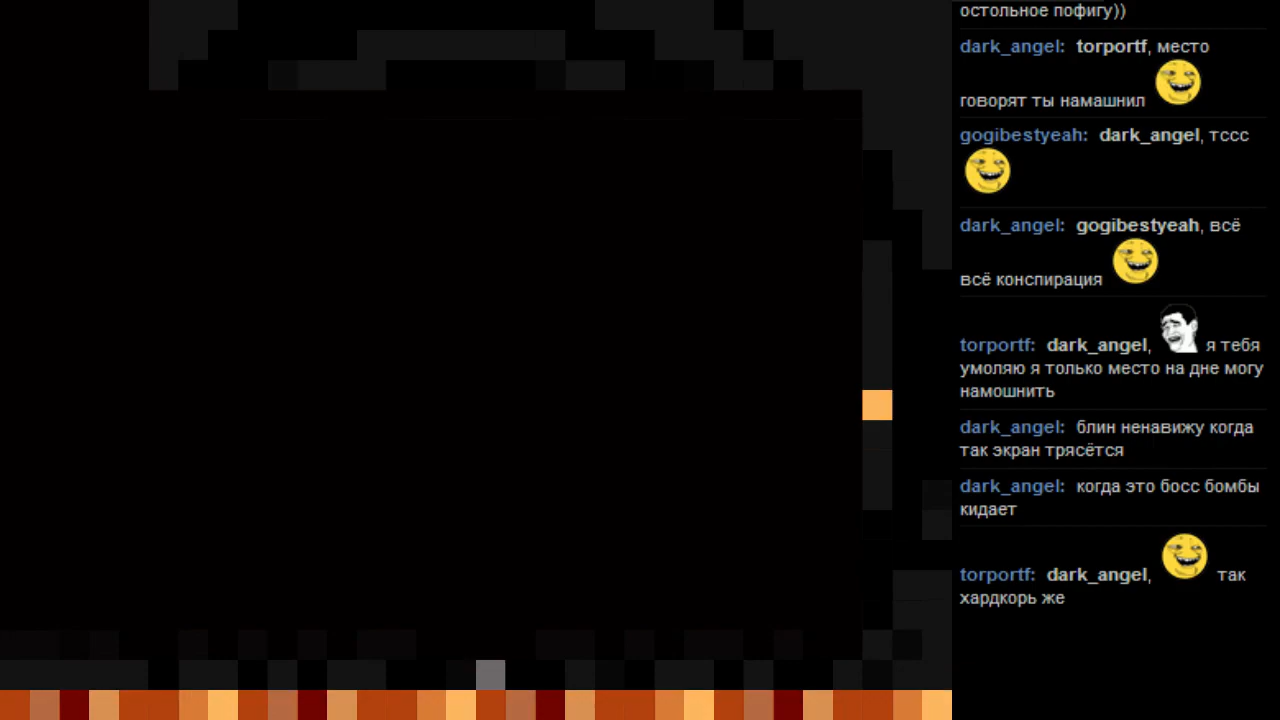 остольное пофигу))
dark_angel: torportf, место
говорят ты намашнил
gogibestyeah: dark_angel, тссс
dark_angel: gogibestyeah, всё
всё конспирация
torportf: dark_angel, я тебя
умоляю я только место на дне могу
намошнить
dark_angel: блин ненавижу когда
так экран трясётся
dark_angel: когда это босс бомбы
кидает
torportf: dark_angel, так
хардкорь же